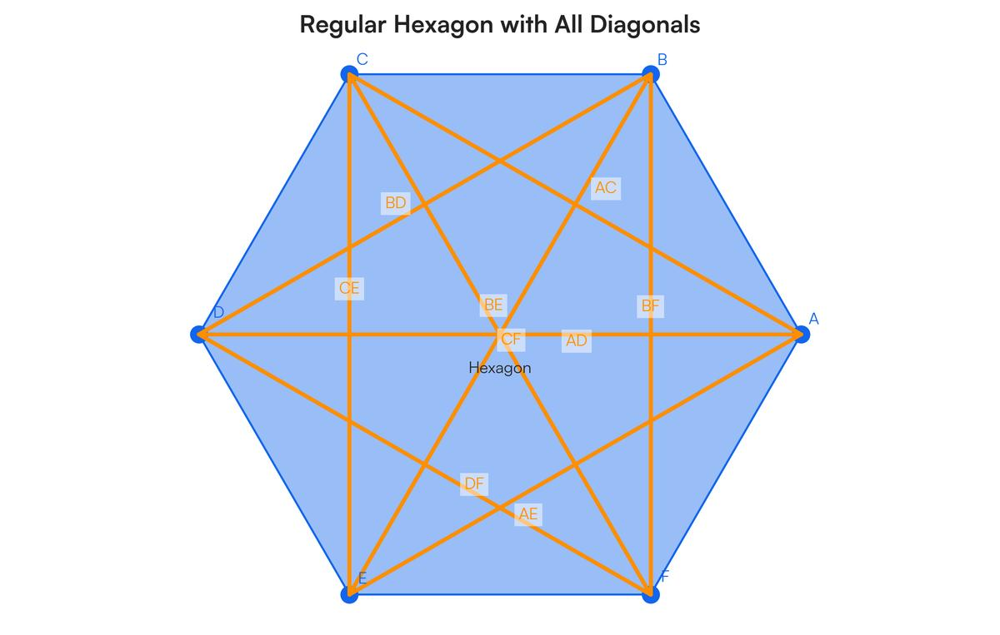 Regular Hexagon with All Diagonals
C
B
AC
BD
CE
BE
BF
D
A
CF
AD
Hexagon
DF
AE
E
F